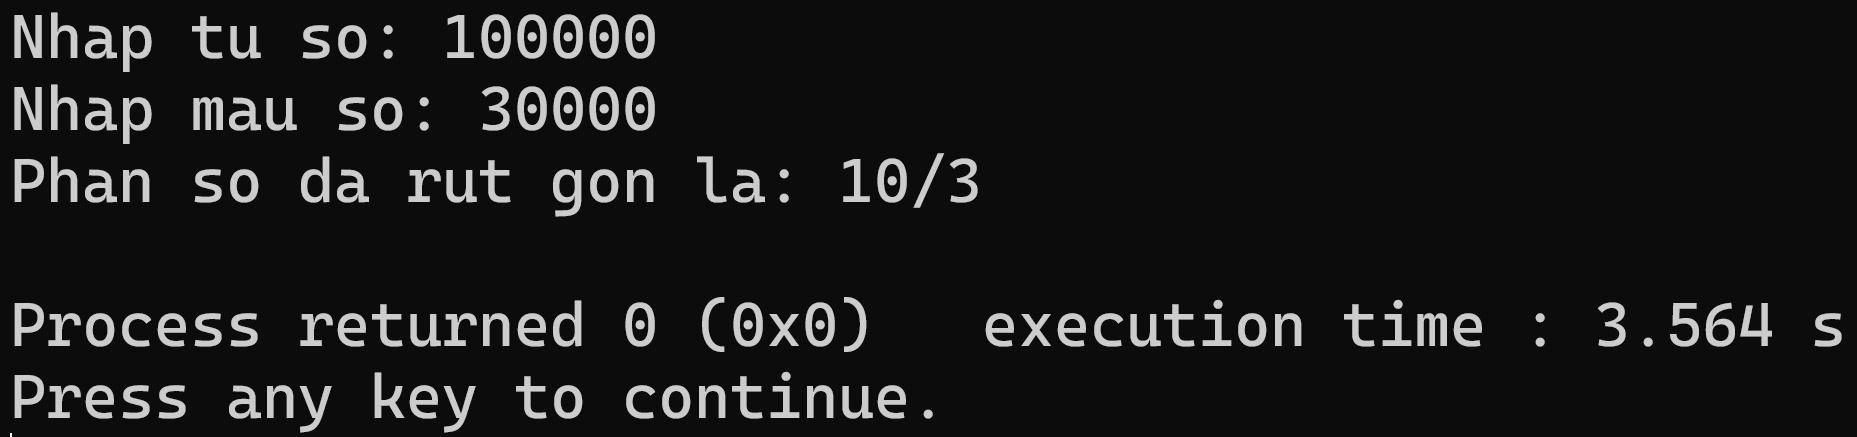 Nhap tu so: 100000
Nhap mau so: 30000
Phan so da rut gon la: 10/3
Process returned 0 (0x0)   execution time : 3.564 s
Press any key to continue.